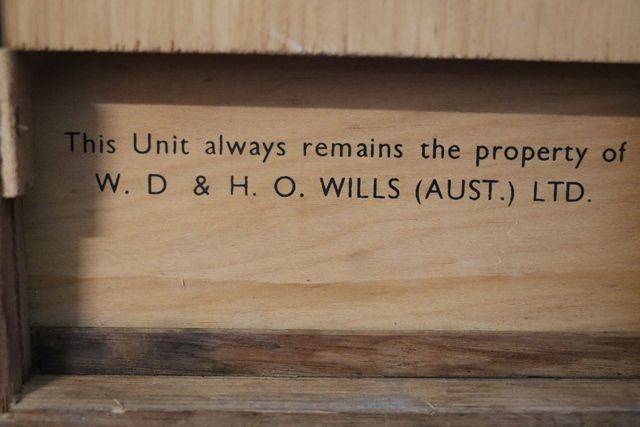 This Unit always remains the property of
W. D & H. O. WILLS (AUST.) LTD.